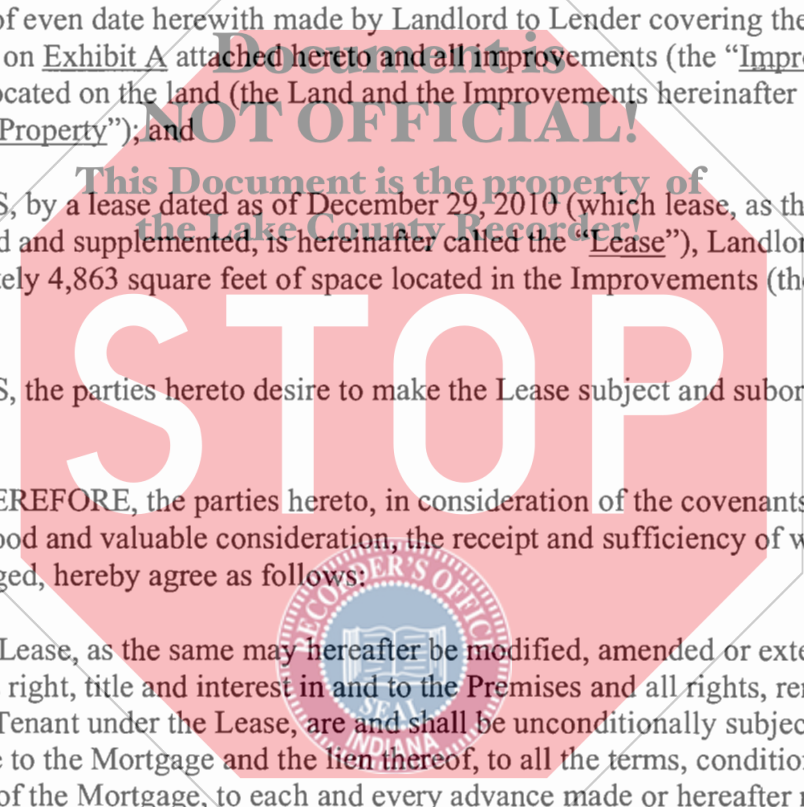 of even date herewith made by Landlord to Lender covering the
Document is
on Exhibit A attached hereto and all improvements (the “Impro
ocated on the land (the Land and the Improvements hereinafter
NOT OFFICIAL!
Property”); and
This Document is the property of
S, by a lease dated as of December 29, 2010 (which lease, as th
the Lake County Recorder!
d and supplemented, is hereinafter called the “Lease”), Landlor
ely 4,863 square feet of space located in the Improvements (the
STOP
S, the parties hereto desire to make the Lease subject and subor
EREFORE, the parties hereto, in consideration of the covenants
ood and valuable consideration, the receipt and sufficiency of w
ged, hereby agree as follows:
RECORDER'S OFFICE
Lease, as the same may hereafter be modified, amended or exte
right, title and interest in and to the Premises and all rights, rem
SEAL
Tenant under the Lease, are and shall be unconditionally subjec
INDIANA
e to the Mortgage and the lien thereof, to all the terms, condition
of the Mortgage, to each and every advance made or hereafter